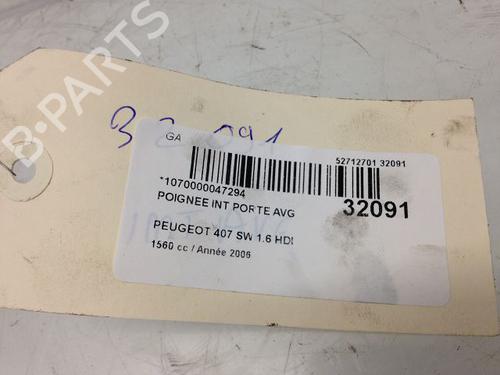 B-PARTS
32091
GA
52712701 32091
*1070000047294
POIGNEE INT PORTE AVG
32091
PEUGEOT 407 SW 1.6 HDI
1560 cc / Année 2006